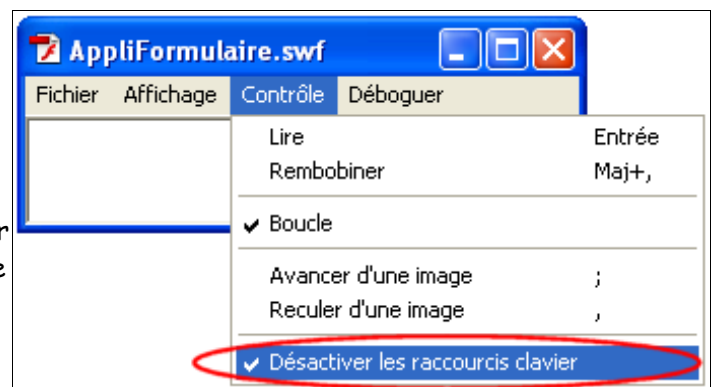 AppliFormulaire.swf
Fichier Affichage Contrôle Déboguer
Lire Entrée
Rembobiner Maj+,
r
✔ Boucle
e
Avancer d'une image ;
Reculer d'une image ,
✔ Désactiver les raccourcis clavier